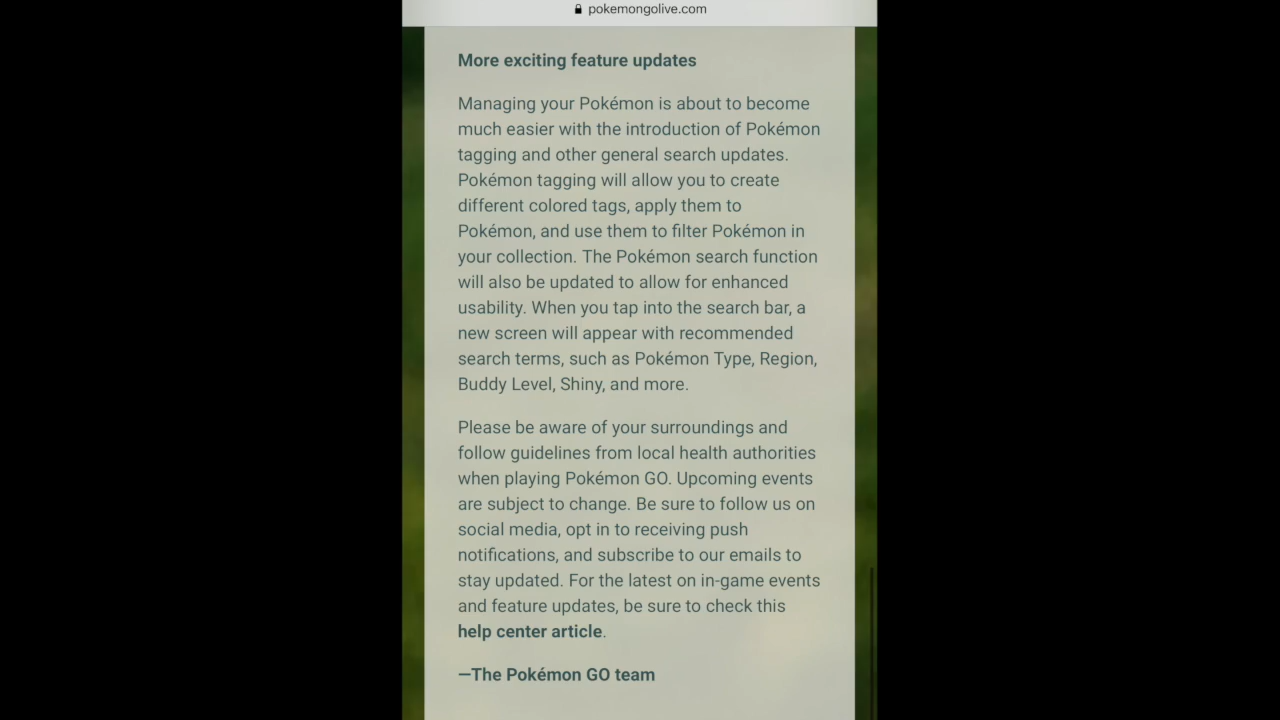 pokemongolive.com
More exciting feature updates
Managing your Pokémon is about to become
much easier with the introduction of Pokémon
tagging and other general search updates.
Pokémon tagging will allow you to create
different colored tags, apply them to
Pokémon, and use them to filter Pokémon in
your collection. The Pokémon search function
will also be updated to allow for enhanced
usability. When you tap into the search bar, a
new screen will appear with recommended
search terms, such as Pokémon Type, Region,
Buddy Level, Shiny, and more.
Please be aware of your surroundings and
follow guidelines from local health authorities
when playing Pokémon GO. Upcoming events
are subject to change. Be sure to follow us on
social media, opt in to receiving push
notifications, and subscribe to our emails to
stay updated. For the latest on in-game events
and feature updates, be sure to check this
help center article.
—The Pokémon GO team